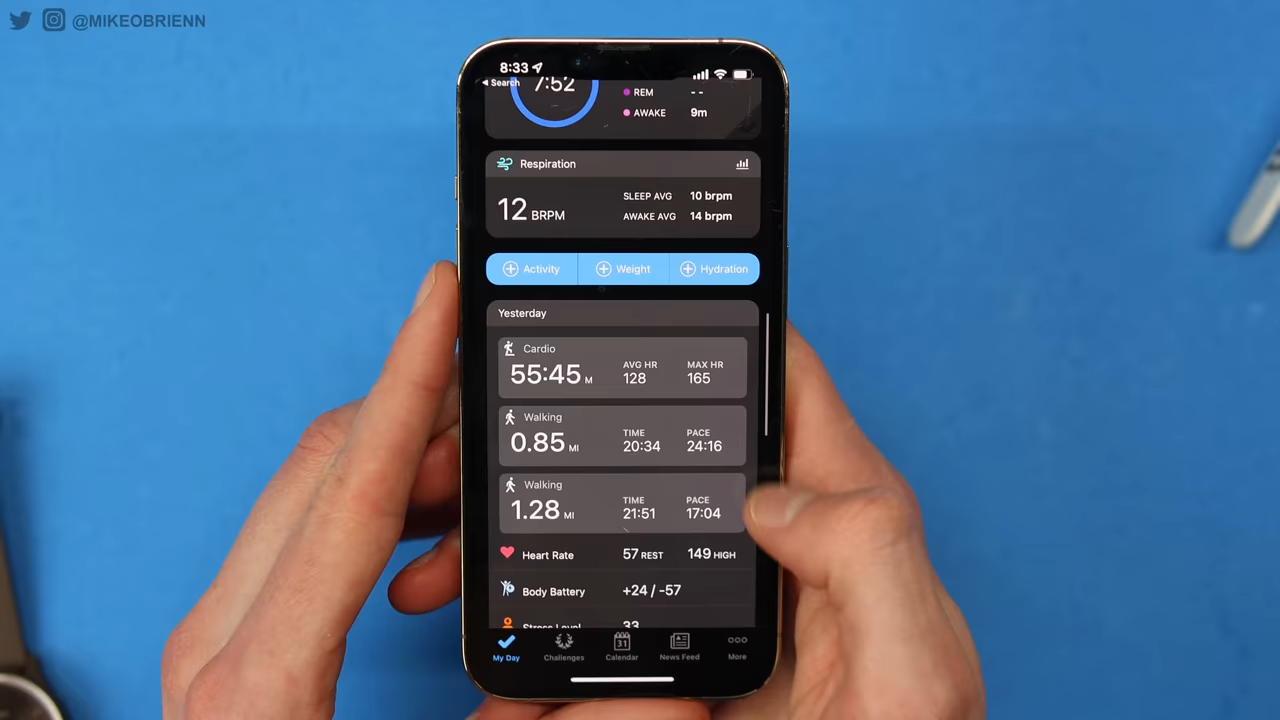 @MIKEOBRIENN
8:33
Search
7:52
REM --
AWAKE 9m
Respiration
12 BRPM
SLEEP AVG 10 brpm
AWAKE AVG 14 brpm
Activity Weight Hydration
Yesterday
Cardio
55:45 M
AVG HR MAX HR
128 165
Walking
0.85 MI
TIME PACE
20:34 24:16
Walking
1.28 MI
TIME PACE
21:51 17:04
Heart Rate 57 REST 149 HIGH
Body Battery +24 / -57
Stress Level 33
31
My Day Challenges Calendar News Feed More